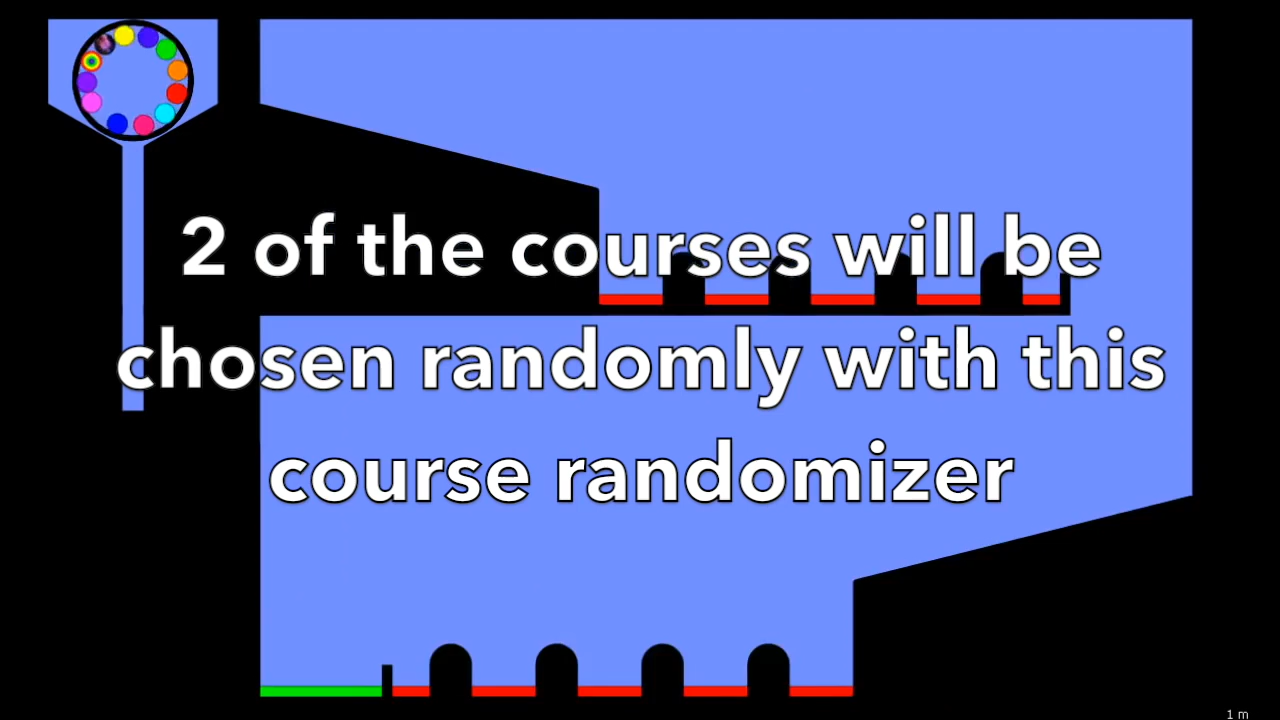 2 of the courses will be
chosen randomly with this
course randomizer
1 m